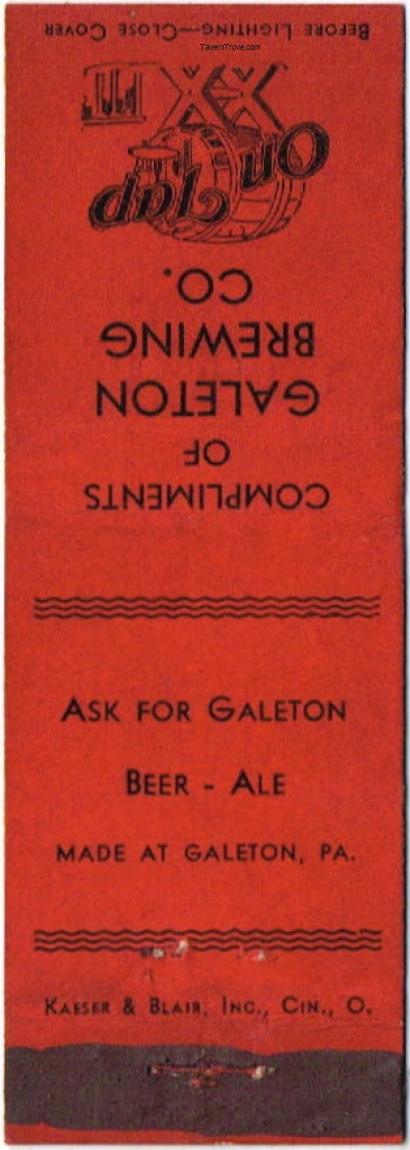 BEFORE LIGHTING—CLOSE COVER
TavernTrove.com
XX
On Tap
COMPLIMENTS
OF
GALETON
BREWING
CO.
ASK FOR GALETON
BEER - ALE
MADE AT GALETON, PA.
KAESER & BLAIR, INC., CIN., O.